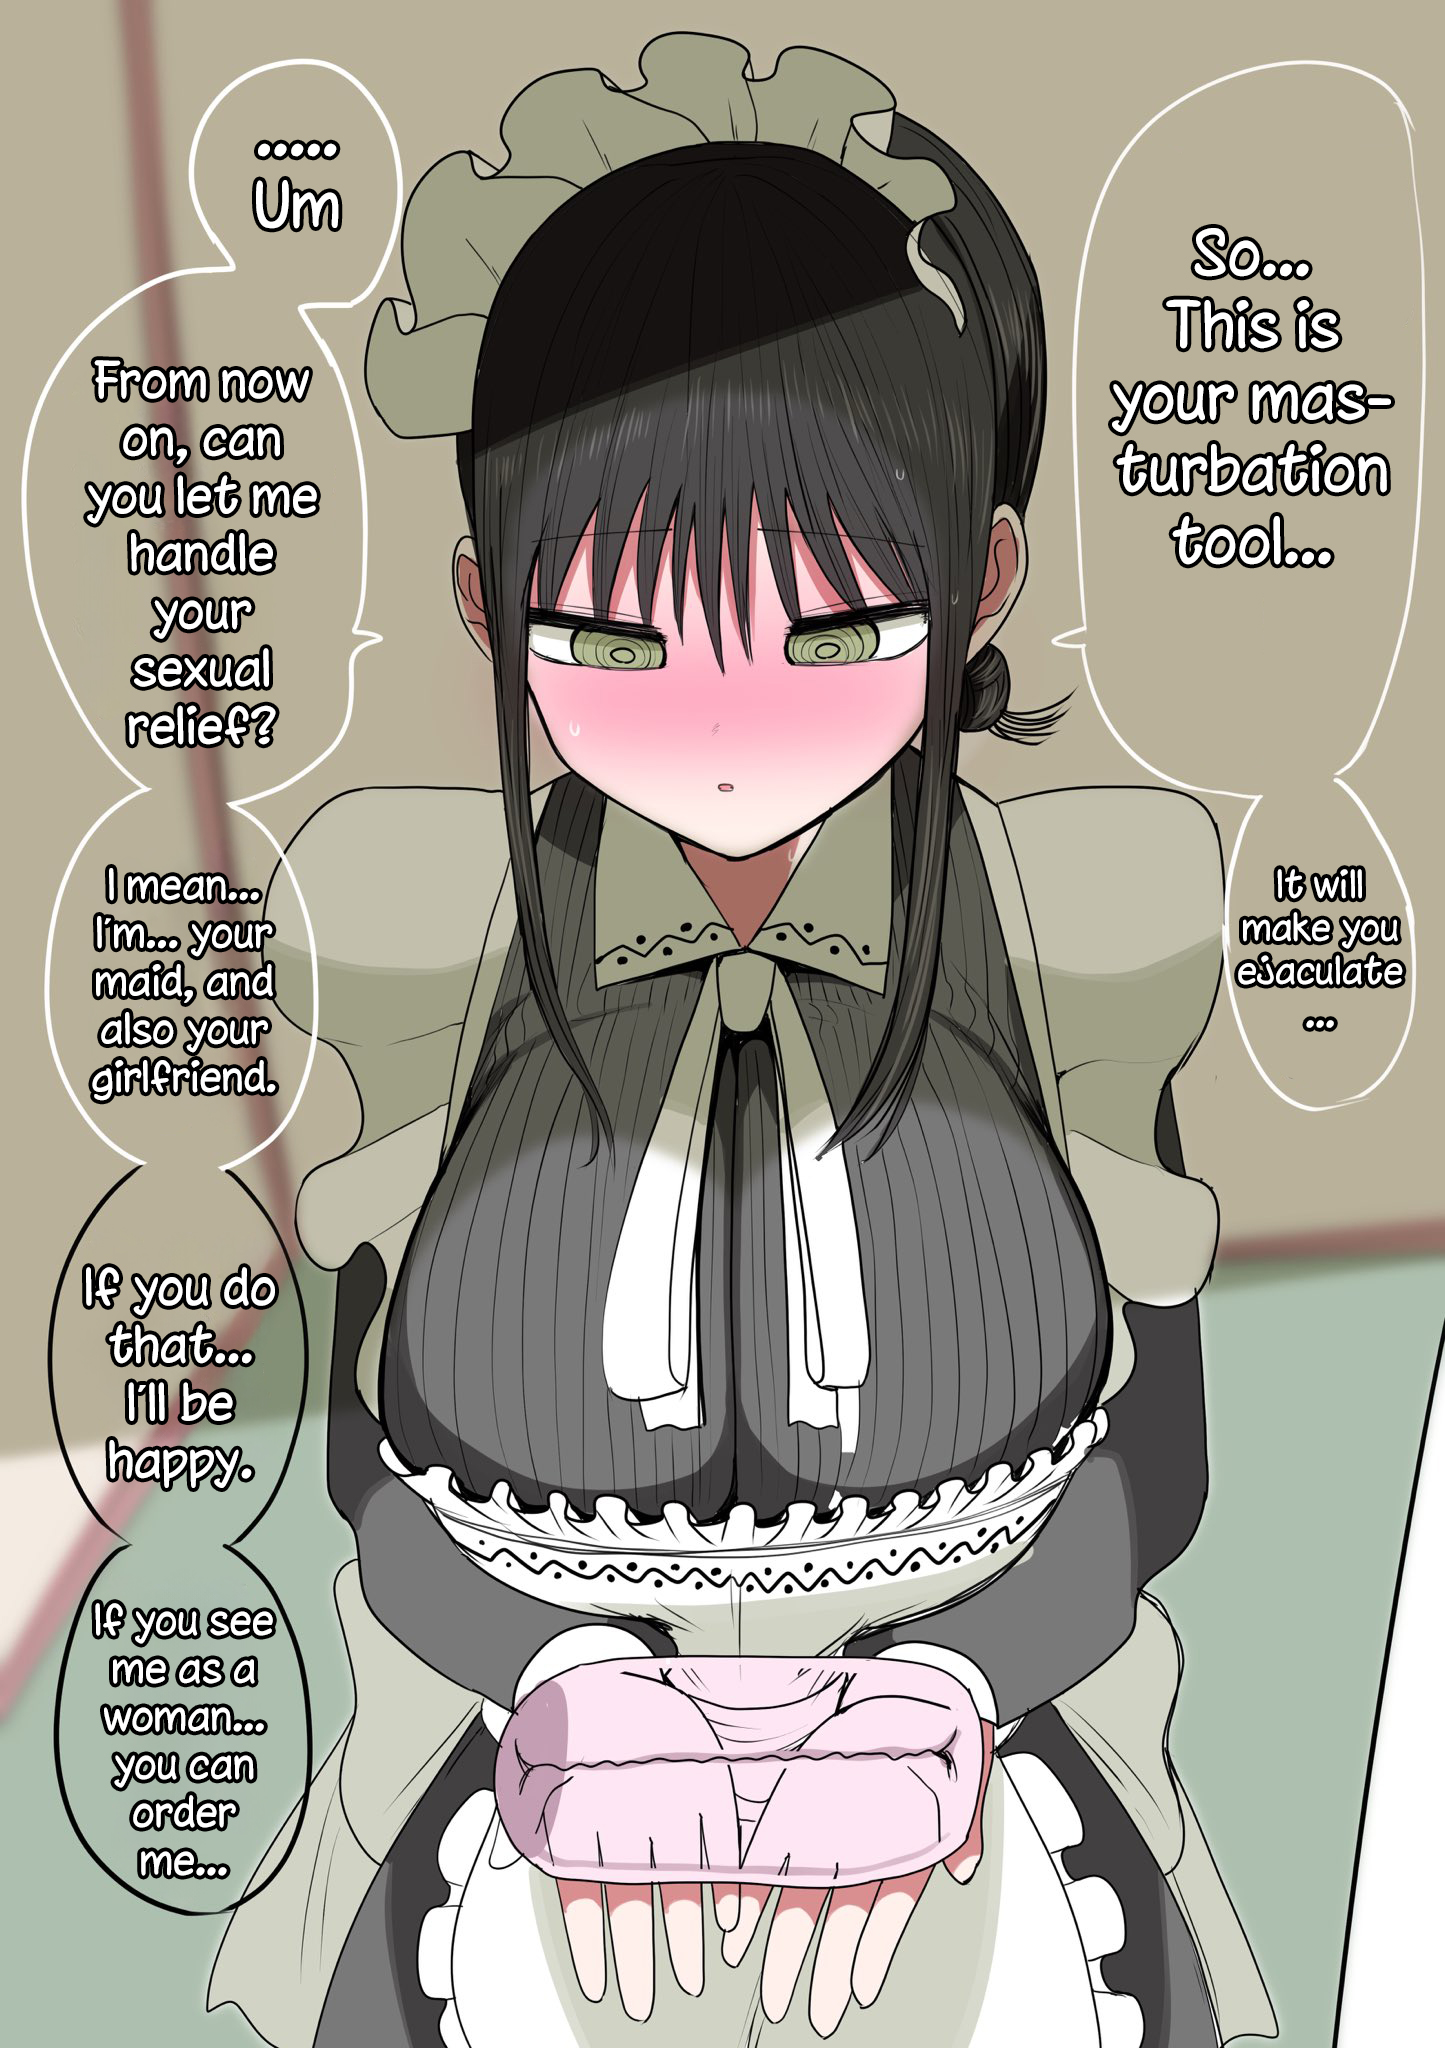 So...
This is
your mas-
turbation
tool...
It will
make you
ejaculate
...
.....
Um
From now
on, can
you let me
handle
your
sexual
relief?
I mean...
I'm... your
maid, and
also your
girlfriend.
If you do
that...
I'll be
happy.
If you see
me as a
woman...
you can
order
me...